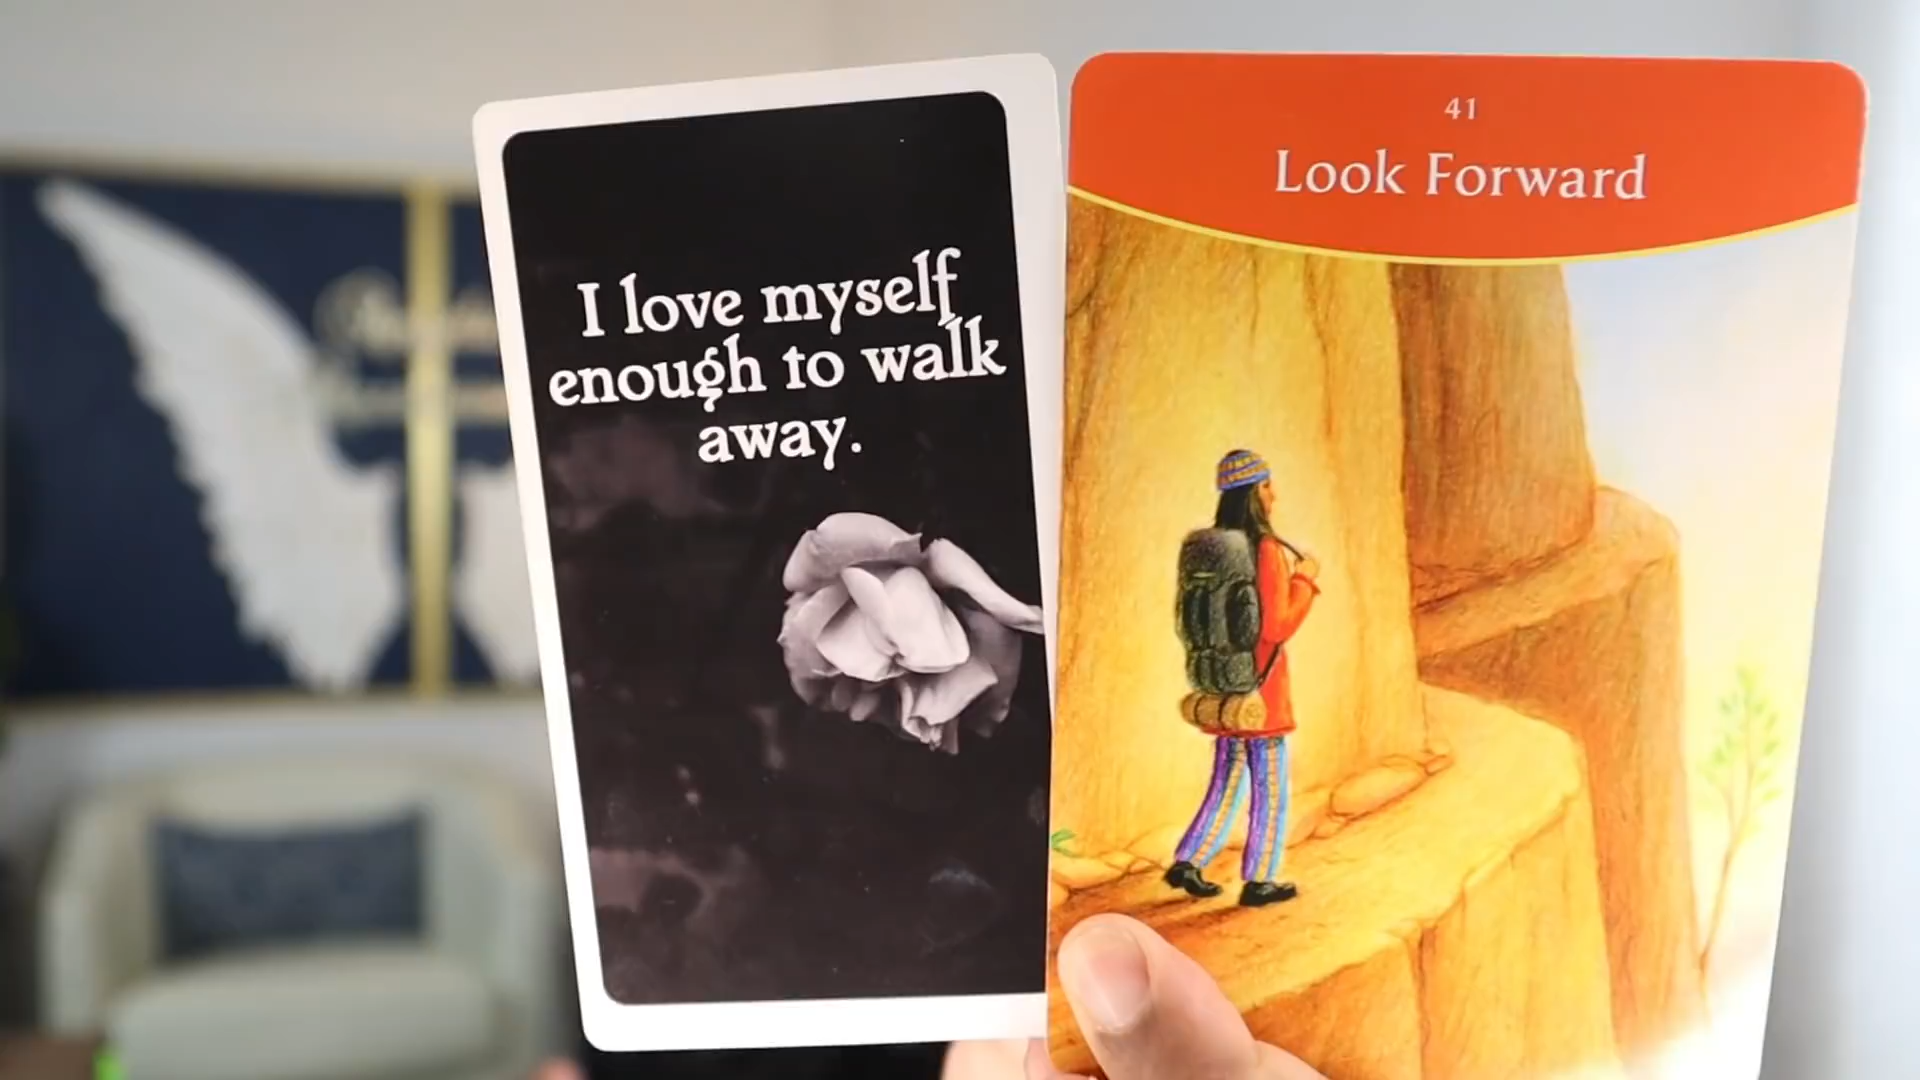 I love myself
enough to walk
away.
41
Look Forward